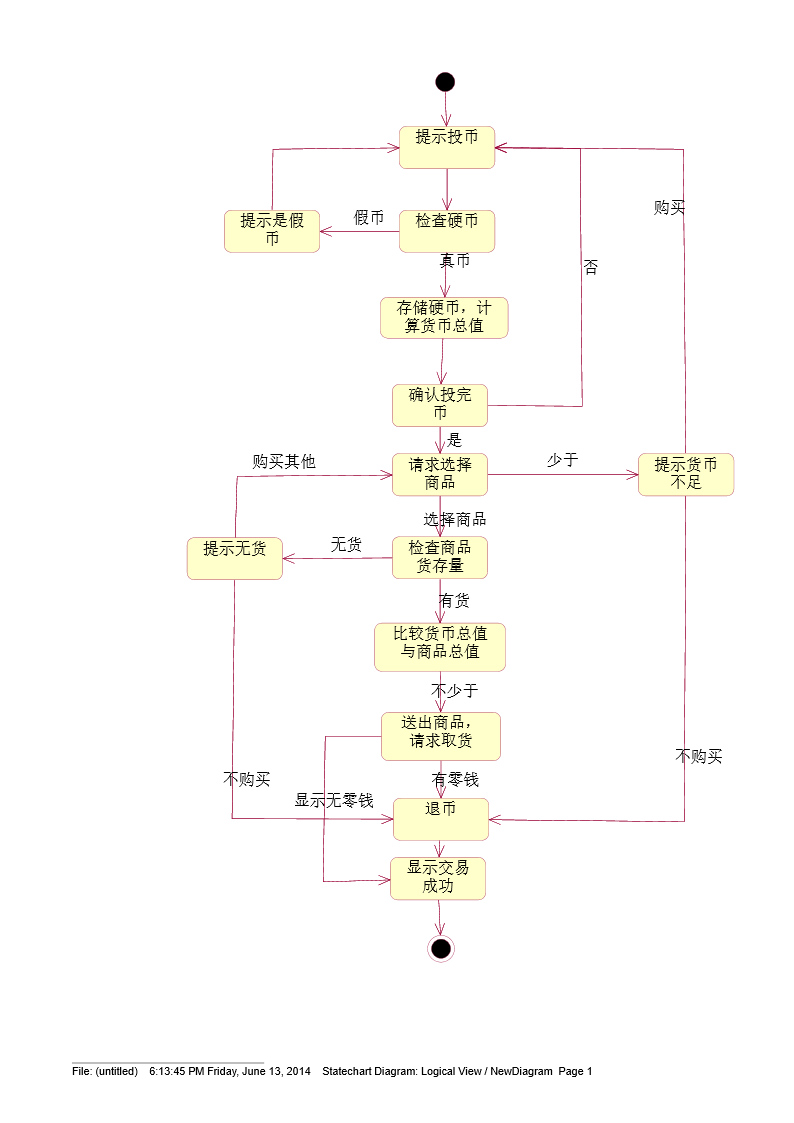 提示投币
购买
提示是假
币
假币
检查硬币
真币
否
存储硬币，计
算货币总值
确认投完
币
是
购买其他
请求选择
商品
少于
提示货币
不足
选择商品
提示无货
无货
检查商品
货存量
有货
比较货币总值
与商品总值
不少于
送出商品，
请求取货
不购买
不购买
有零钱
显示无零钱
退币
显示交易
成功
File: (untitled) 6:13:45 PM Friday, June 13, 2014 Statechart Diagram: Logical View / NewDiagram Page 1